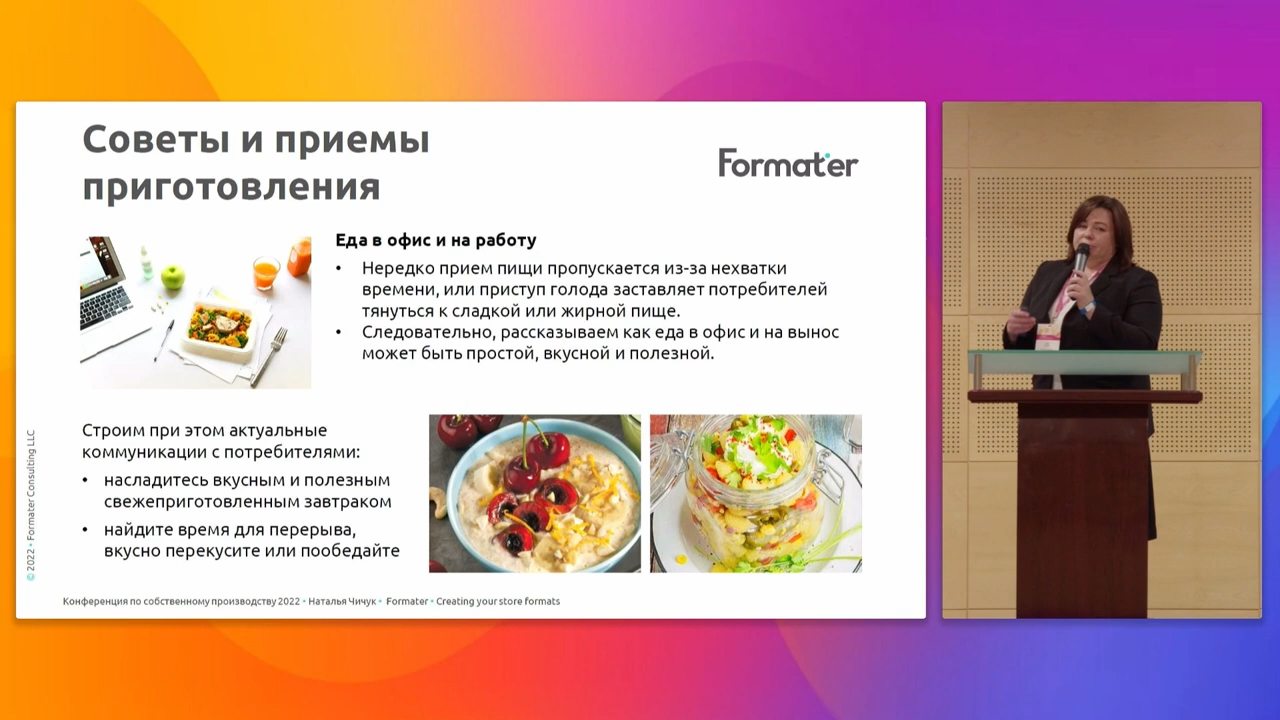 Советы и приемы
приготовления
Formater
Еда в офис и на работу
• Нередко прием пищи пропускается из-за нехватки
времени, или приступ голода заставляет потребителей
тянуться к сладкой или жирной пище.
• Следовательно, рассказываем как еда в офис и на вынос
может быть простой, вкусной и полезной.
Строим при этом актуальные
коммуникации с потребителями:
• насладитесь вкусным и полезным
свежеприготовленным завтраком
• найдите время для перерыва,
вкусно перекусите или пообедайте
© 2022 • Formater Consulting LLC
Конференция по собственному производству 2022 • Наталья Чичук • Formater • Creating your store formats